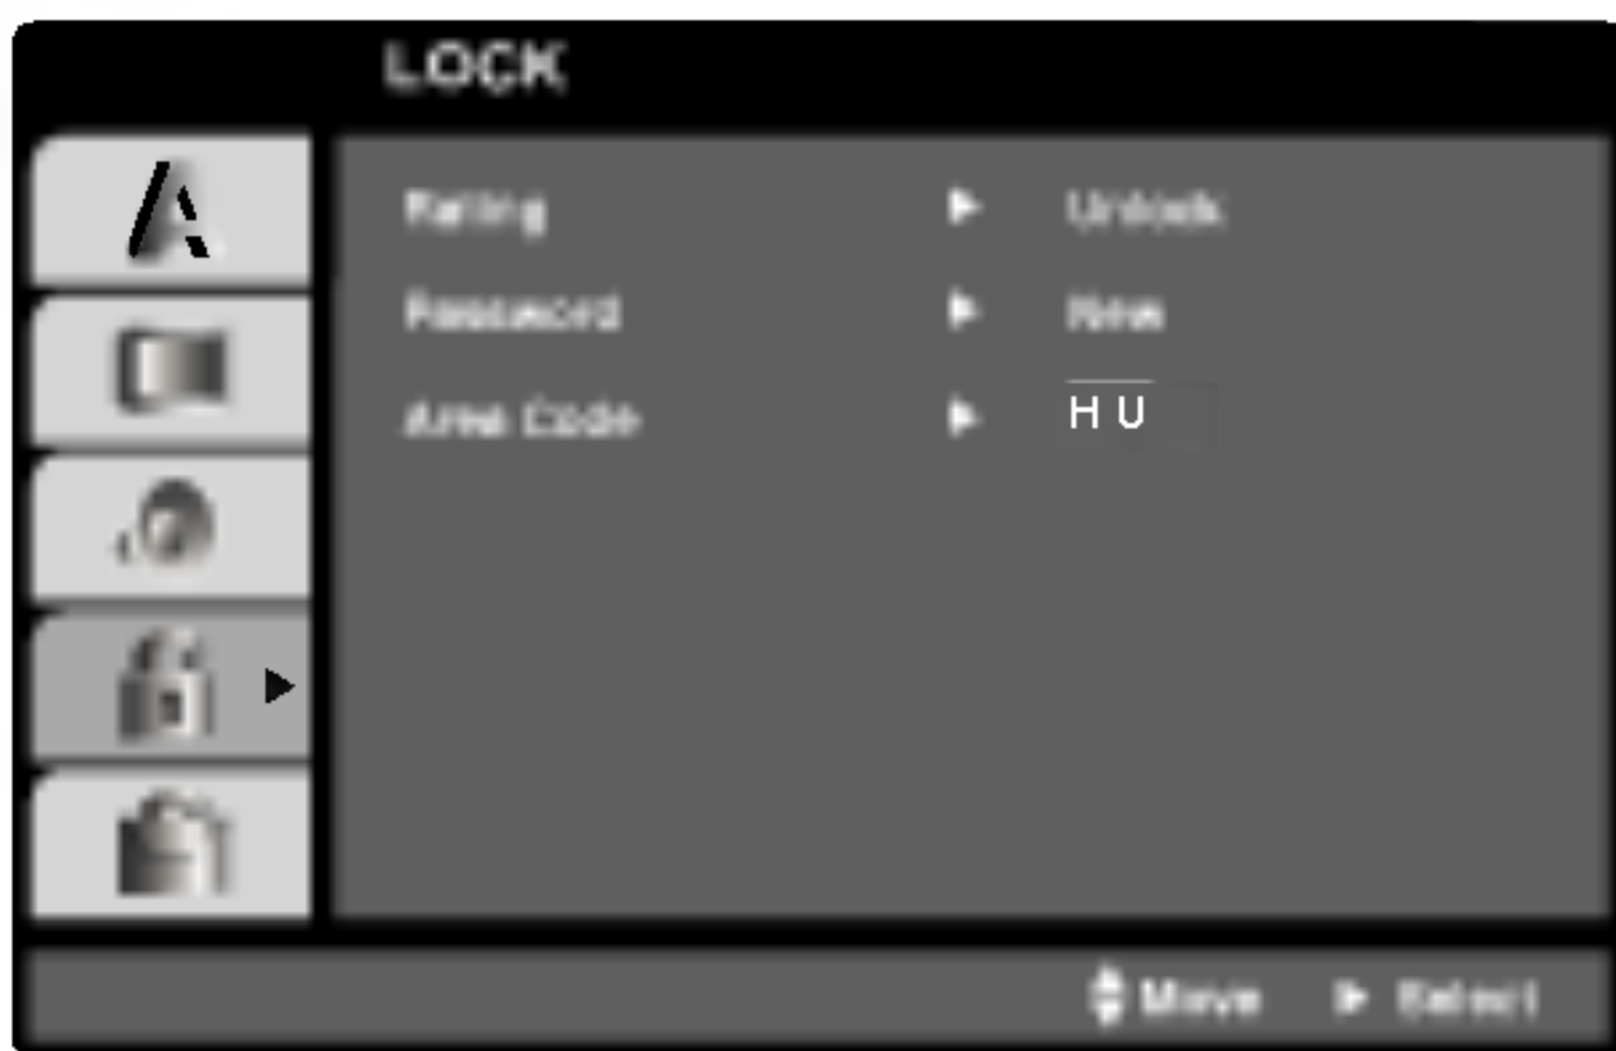 LOCK
Rating ► Unlock
Password ► New
Area Code ► H U
Move ► Select